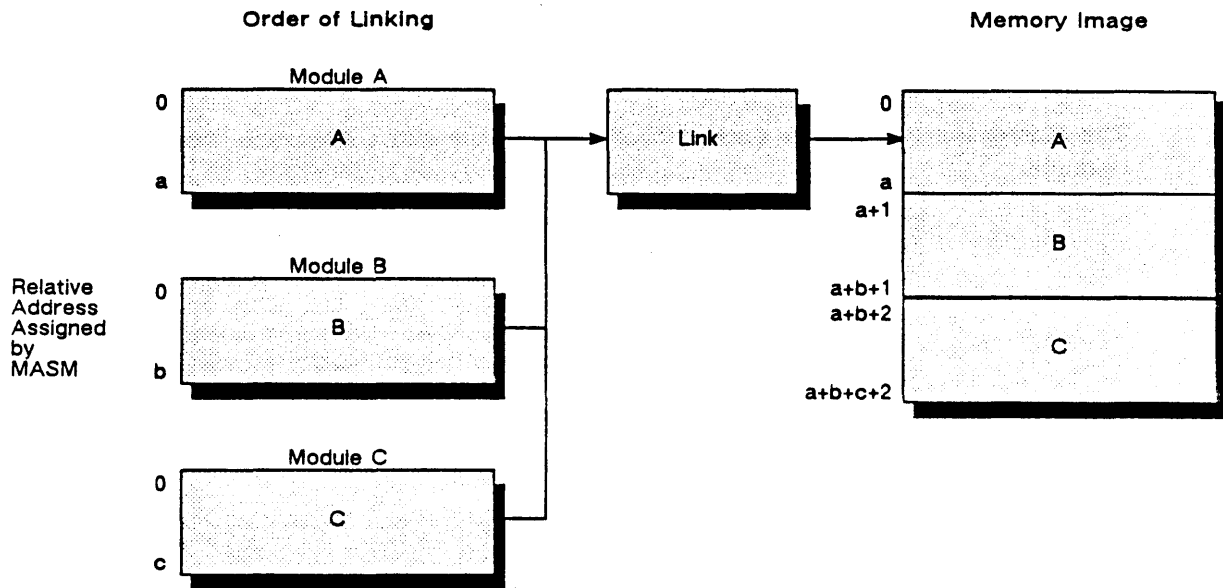 Order of Linking
Memory Image
Module A
0
A
a
Link
0
A
a
a+1
B
a+b+1
a+b+2
C
a+b+c+2
Module B
0
B
b
Relative
Address
Assigned
by
MASM
Module C
0
C
c